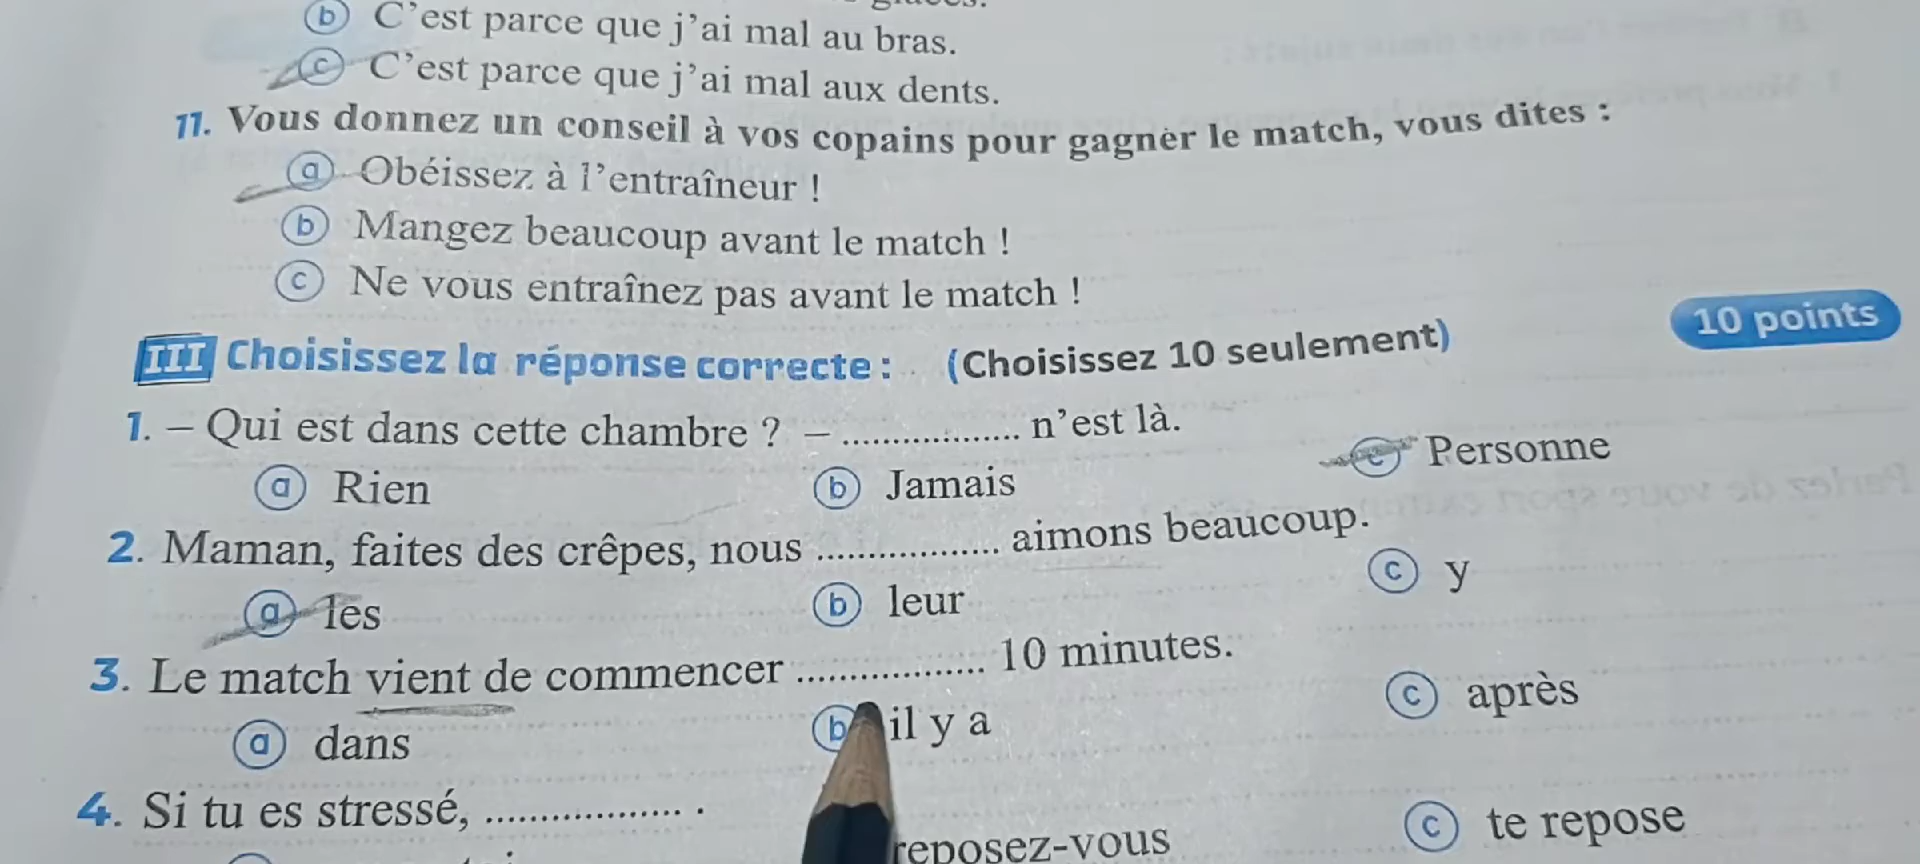 b C'est parce que j'ai mal au bras.
c C'est parce que j'ai mal aux dents.
11. Vous donnez un conseil à vos copains pour gagner le match, vous dites :
a Obéissez à l'entraîneur !
b Mangez beaucoup avant le match !
c Ne vous entraînez pas avant le match !
III Choisissez la réponse correcte : (Choisissez 10 seulement) 10 points
1. – Qui est dans cette chambre ? – .................. n'est là.
a Rien b Jamais c Personne
2. Maman, faites des crêpes, nous .................. aimons beaucoup.
a les b leur c y
3. Le match vient de commencer .................. 10 minutes.
a dans b il y a c après
4. Si tu es stressé, .................. .
reposez-vous c te repose